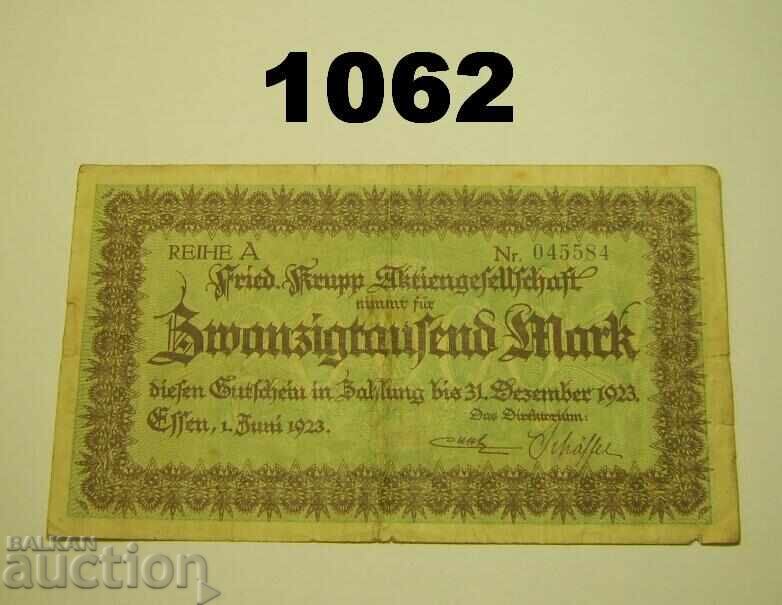 1062
REIHE A Nr. 045584
Fried. Krupp Aktiengesellschaft
nimmt für
Zwanzigtausend Mark
diesen Gutschein in Zahlung bis 31. Dezember 1923.
Essen, 1. Juni 1923. Das Direktorium:
Schäffer
BALKAN
auction